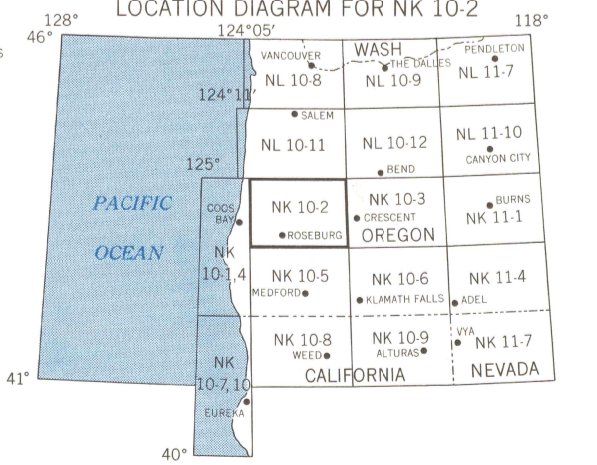 LOCATION DIAGRAM FOR NK 10-2
128°
124°05′
118°
46°
VANCOUVER
WASH
PENDLETON
THE DALLES
NL 10-8
NL 10-9
NL 11-7
124°11′
SALEM
NL 10-11
NL 10-12
NL 11-10
CANYON CITY
125°
BEND
PACIFIC
OCEAN
COOS
BAY
NK 10-2
ROSEBURG
NK 10-3
CRESCENT
OREGON
BURNS
NK 11-1
NK
10-1,4
NK 10-5
MEDFORD
NK 10-6
KLAMATH FALLS
NK 11-4
ADEL
NK 10-8
WEED
NK 10-9
ALTURAS
VYA
NK 11-7
NK
10-7,10
CALIFORNIA
NEVADA
41°
EUREKA
40°